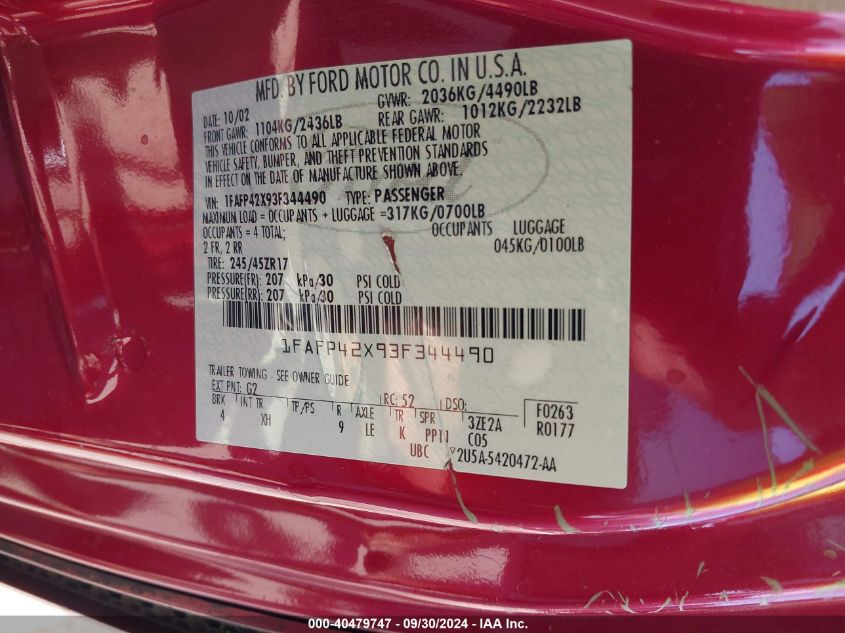 MFD. BY FORD MOTOR CO. IN U.S.A.
DATE: 10/02 GVWR: 2036KG/4490LB
FRONT GAWR: 1104KG/2436LB REAR GAWR: 1012KG/2232LB
THIS VEHICLE CONFORMS TO ALL APPLICABLE FEDERAL MOTOR
VEHICLE SAFETY, BUMPER, AND THEFT PREVENTION STANDARDS
IN EFFECT ON THE DATE OF MANUFACTURE SHOWN ABOVE.
VIN: 1FAFP42X93F344490 TYPE: PASSENGER
MAXIMUM LOAD = OCCUPANTS + LUGGAGE =317KG/0700LB
OCCUPANTS = 4 TOTAL; OCCUPANTS LUGGAGE
2 FR, 2 RR 045KG/0100LB
TIRE: 245/45ZR17
PRESSURE(FR): 207 kPa/30 PSI COLD
PRESSURE(RR): 207 kPa/30 PSI COLD
1FAFP42X93F344490
TRAILER TOWING - SEE OWNER GUIDE
EXT PNT: G2 RC: 52 DSO: F0263
BRK INT TR TP/PS R AXLE TR SPR R0177
4 XH 9 LE K PP11 3ZE2A
C05
UBC Y2U5A-5420472-AA
000-40479747 - 09/30/2024 - IAA Inc.